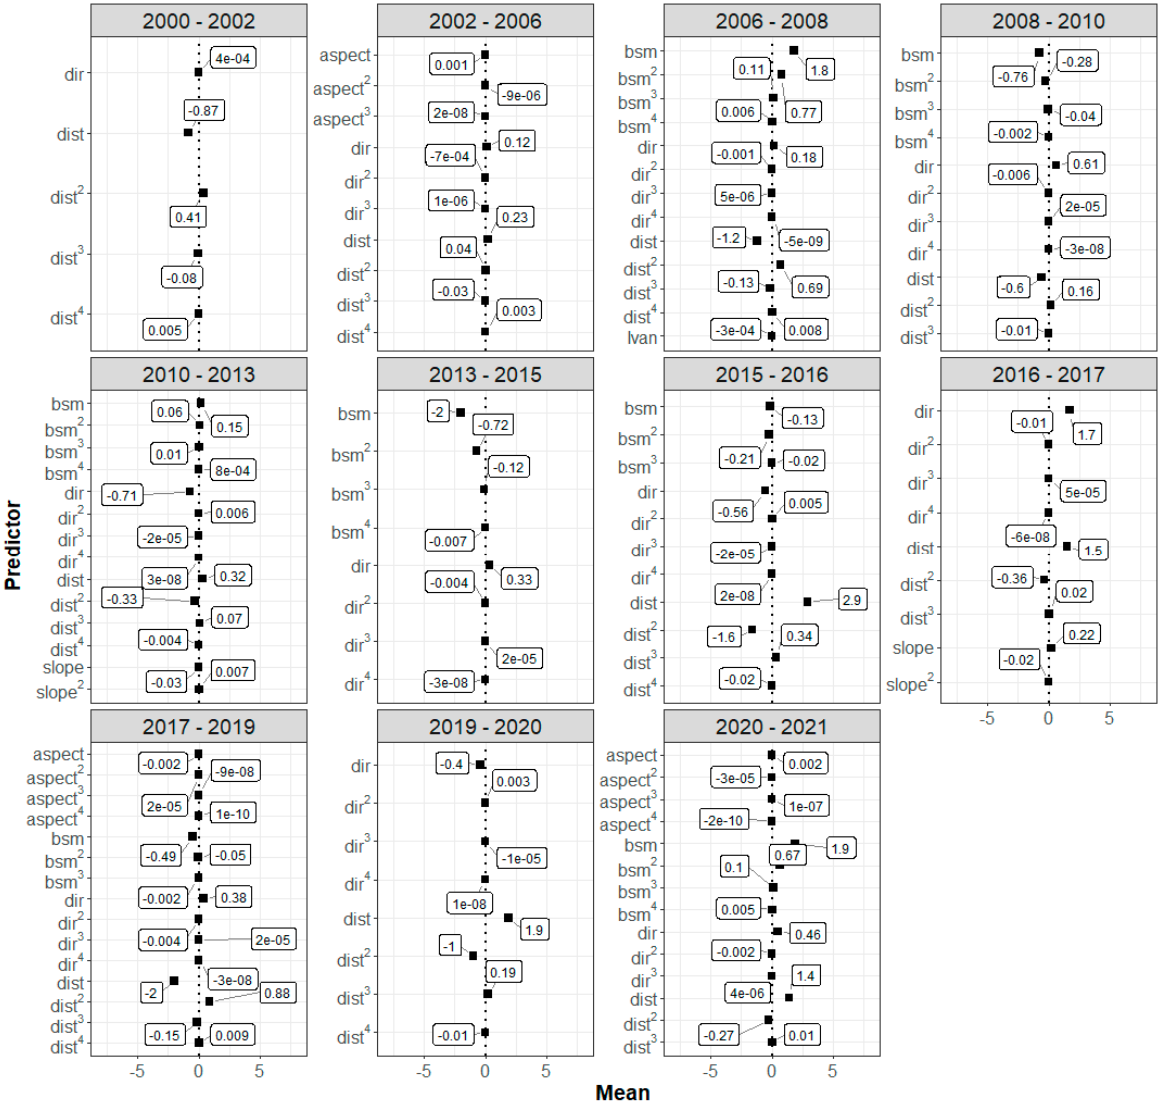 2000 - 2002
dir
dist
dist²
dist³
dist⁴
4e-04
-0.87
0.41
-0.08
0.005
2002 - 2006
aspect
aspect²
aspect³
dir
dir²
dir³
dist
dist²
dist³
dist⁴
0.001
-9e-06
2e-08
0.12
-7e-04
1e-06
0.23
0.04
-0.03
0.003
2006 - 2008
bsm
bsm²
bsm³
bsm⁴
dir
dir²
dir³
dir⁴
dist
dist²
dist³
dist⁴
Ivan
1.8
0.77
0.11
0.006
0.18
-0.001
5e-06
-5e-09
-1.2
0.69
-0.13
0.008
-3e-04
2008 - 2010
bsm
bsm²
bsm³
bsm⁴
dir
dir²
dir³
dir⁴
dist
dist²
dist³
-0.76
-0.28
-0.04
-0.002
0.61
-0.006
2e-05
-3e-08
-0.6
0.16
-0.01
2010 - 2013
bsm
bsm²
bsm³
bsm⁴
dir
dir²
dir³
dir⁴
dist
dist²
dist³
dist⁴
slope
slope²
0.15
0.06
0.01
8e-04
-0.71
0.006
-2e-05
3e-08
0.32
-0.33
0.07
-0.004
-0.03
0.007
2013 - 2015
bsm
bsm²
bsm³
bsm⁴
dir
dir²
dir³
dir⁴
-2
-0.72
-0.12
-0.007
0.33
-0.004
2e-05
-3e-08
2015 - 2016
bsm
bsm²
bsm³
dir
dir²
dir³
dir⁴
dist
dist²
dist³
dist⁴
-0.13
-0.21
-0.02
-0.56
0.005
-2e-05
2e-08
2.9
-1.6
0.34
-0.02
2016 - 2017
dir
dir²
dir³
dir⁴
dist
dist²
dist³
slope
slope²
1.7
-0.01
5e-05
-6e-08
1.5
-0.36
0.02
0.22
-0.02
-5 0 5
2017 - 2019
aspect
aspect²
aspect³
aspect⁴
bsm
bsm²
bsm³
dir
dir²
dir³
dir⁴
dist
dist²
dist³
dist⁴
-0.002
2e-05
-9e-08
1e-10
-0.49
-0.05
-0.002
0.38
-0.004
2e-05
-3e-08
-2
0.88
-0.15
0.009
-5 0 5
2019 - 2020
dir
dir²
dir³
dir⁴
dist
dist²
dist³
dist⁴
-0.4
0.003
-1e-05
1e-08
1.9
-1
0.19
-0.01
-5 0 5
2020 - 2021
aspect
aspect²
aspect³
aspect⁴
bsm
bsm²
bsm³
bsm⁴
dir
dir²
dir³
dist
dist²
dist³
0.002
-3e-05
1e-07
-2e-10
1.9
0.67
0.1
0.005
0.46
-0.002
4e-06
1.4
-0.27
0.01
-5 0 5
Predictor
Mean